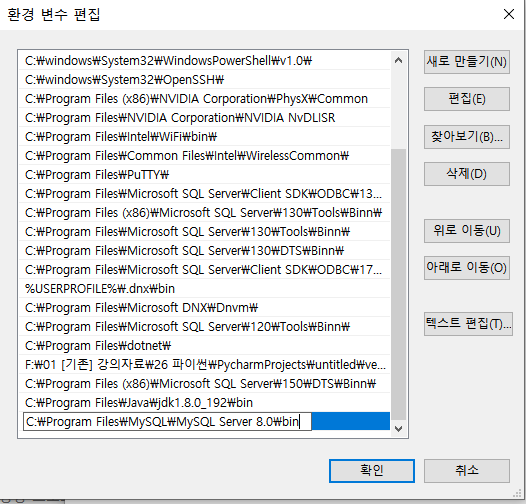 환경 변수 편집
C:₩windows₩System32₩WindowsPowerShell₩v1.0₩
C:₩windows₩System32₩OpenSSH₩
C:₩Program Files (x86)₩NVIDIA Corporation₩PhysX₩Common
C:₩Program Files₩NVIDIA Corporation₩NVIDIA NvDLISR
C:₩Program Files₩Intel₩WiFi₩bin₩
C:₩Program Files₩Common Files₩Intel₩WirelessCommon₩
C:₩Program Files₩PuTTY₩
C:₩Program Files₩Microsoft SQL Server₩Client SDK₩ODBC₩13...
C:₩Program Files (x86)₩Microsoft SQL Server₩130₩Tools₩Binn₩
C:₩Program Files₩Microsoft SQL Server₩130₩Tools₩Binn₩
C:₩Program Files₩Microsoft SQL Server₩130₩DTS₩Binn₩
C:₩Program Files₩Microsoft SQL Server₩Client SDK₩ODBC₩17...
%USERPROFILE%₩.dnx₩bin
C:₩Program Files₩Microsoft DNX₩Dnvm₩
C:₩Program Files₩Microsoft SQL Server₩120₩Tools₩Binn₩
C:₩Program Files₩dotnet₩
F:₩01 [기존] 강의자료₩26 파이썬₩PycharmProjects₩untitled₩ve...
C:₩Program Files (x86)₩Microsoft SQL Server₩150₩DTS₩Binn₩
C:₩Program Files₩Java₩jdk1.8.0_192₩bin
C:₩Program Files₩MySQL₩MySQL Server 8.0₩bin
새로 만들기(N)
편집(E)
찾아보기(B)...
삭제(D)
위로 이동(U)
아래로 이동(O)
텍스트 편집(T)...
확인
취소